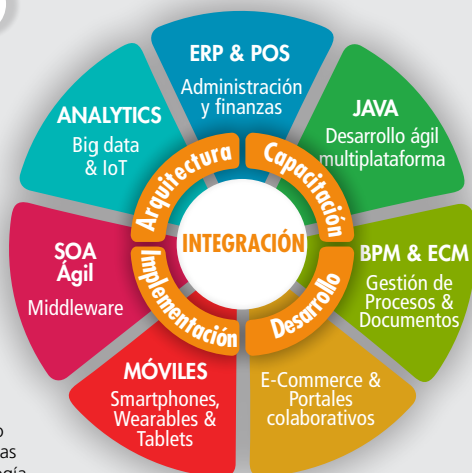 ERP & POS
Administración
y finanzas
JAVA
Desarrollo ágil
multiplataforma
BPM & ECM
Gestión de
Procesos &
Documentos
E-Commerce &
Portales
colaborativos
MÓVILES
Smartphones,
Wearables &
Tablets
SOA
Ágil
Middleware
ANALYTICS
Big data
& IoT
Arquitectura
Capacitación
Desarrollo
Implementación
INTEGRACIÓN